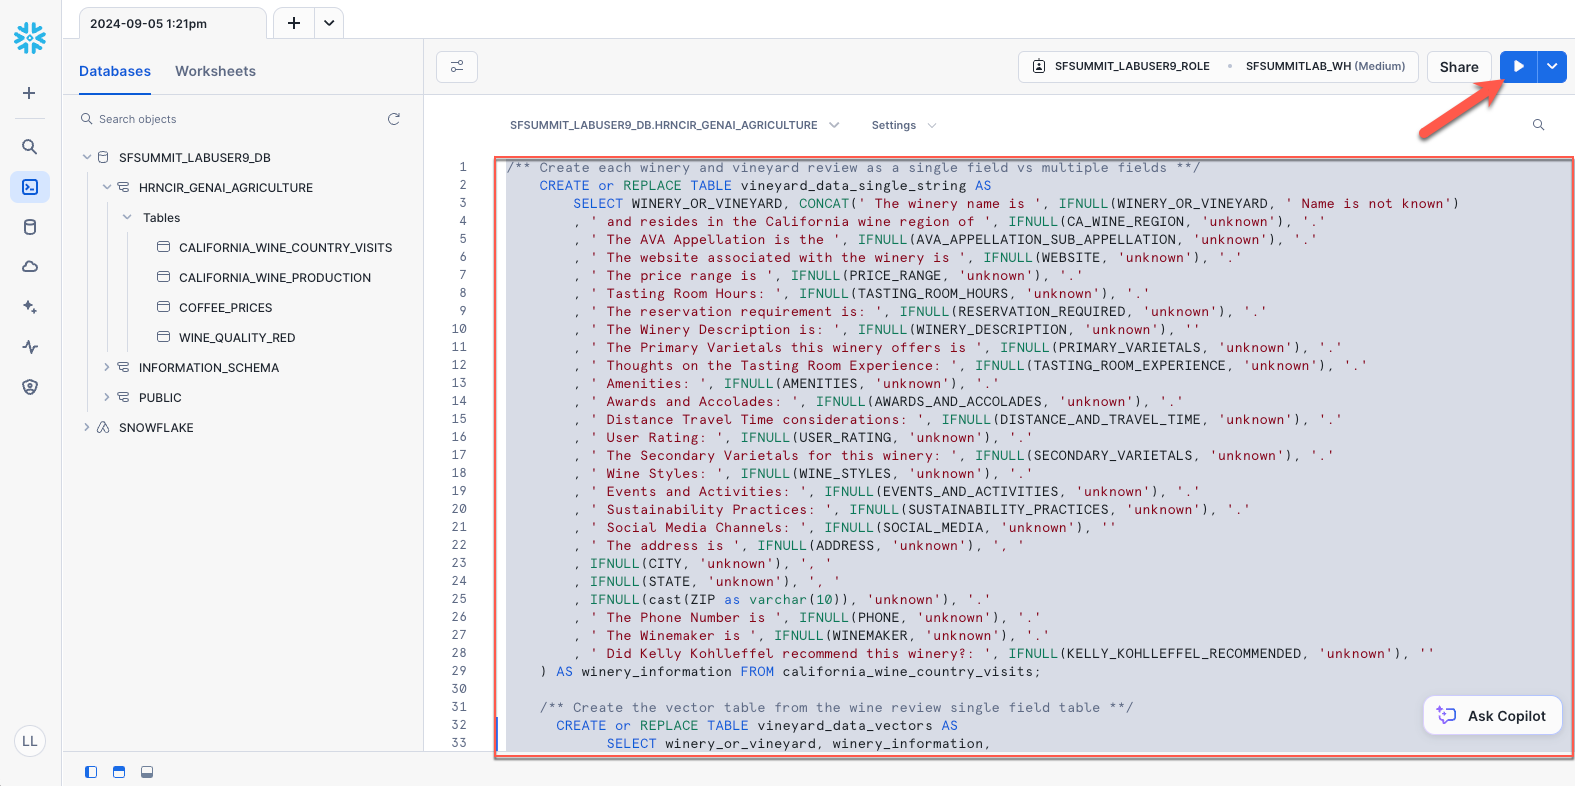 2024-09-05 1:21pm
Databases
Worksheets
SFSUMMIT_LABUSER9_ROLE
SFSUMMITLAB_WH (Medium)
Share
Search objects
SFSUMMIT_LABUSER9_DB
HRNCIR_GENAI_AGRICULTURE
Tables
CALIFORNIA_WINE_COUNTRY_VISITS
CALIFORNIA_WINE_PRODUCTION
COFFEE_PRICES
WINE_QUALITY_RED
INFORMATION_SCHEMA
PUBLIC
SNOWFLAKE
LL
SFSUMMIT_LABUSER9_DB.HRNCIR_GENAI_AGRICULTURE
Settings
1 /** Create each winery and vineyard review as a single field vs multiple fields **/
2 CREATE or REPLACE TABLE vineyard_data_single_string AS
3 SELECT WINERY_OR_VINEYARD, CONCAT(' The winery name is ', IFNULL(WINERY_OR_VINEYARD, ' Name is not known')
4 , ' and resides in the California wine region of ', IFNULL(CA_WINE_REGION, 'unknown'), '.'
5 , ' The AVA Appellation is the ', IFNULL(AVA_APPELLATION_SUB_APPELLATION, 'unknown'), '.'
6 , ' The website associated with the winery is ', IFNULL(WEBSITE, 'unknown'), '.'
7 , ' The price range is ', IFNULL(PRICE_RANGE, 'unknown'), '.'
8 , ' Tasting Room Hours: ', IFNULL(TASTING_ROOM_HOURS, 'unknown'), '.'
9 , ' The reservation requirement is: ', IFNULL(RESERVATION_REQUIRED, 'unknown'), '.'
10 , ' The Winery Description is: ', IFNULL(WINERY_DESCRIPTION, 'unknown'), ''
11 , ' The Primary Varietals this winery offers is ', IFNULL(PRIMARY_VARIETALS, 'unknown'), '.'
12 , ' Thoughts on the Tasting Room Experience: ', IFNULL(TASTING_ROOM_EXPERIENCE, 'unknown'), '.'
13 , ' Amenities: ', IFNULL(AMENITIES, 'unknown'), '.'
14 , ' Awards and Accolades: ', IFNULL(AWARDS_AND_ACCOLADES, 'unknown'), '.'
15 , ' Distance Travel Time considerations: ', IFNULL(DISTANCE_AND_TRAVEL_TIME, 'unknown'), '.'
16 , ' User Rating: ', IFNULL(USER_RATING, 'unknown'), '.'
17 , ' The Secondary Varietals for this winery: ', IFNULL(SECONDARY_VARIETALS, 'unknown'), '.'
18 , ' Wine Styles: ', IFNULL(WINE_STYLES, 'unknown'), '.'
19 , ' Events and Activities: ', IFNULL(EVENTS_AND_ACTIVITIES, 'unknown'), '.'
20 , ' Sustainability Practices: ', IFNULL(SUSTAINABILITY_PRACTICES, 'unknown'), '.'
21 , ' Social Media Channels: ', IFNULL(SOCIAL_MEDIA, 'unknown'), ''
22 , ' The address is ', IFNULL(ADDRESS, 'unknown'), ', '
23 , IFNULL(CITY, 'unknown'), ', '
24 , IFNULL(STATE, 'unknown'), ', '
25 , IFNULL(cast(ZIP as varchar(10)), 'unknown'), '.'
26 , ' The Phone Number is ', IFNULL(PHONE, 'unknown'), '.'
27 , ' The Winemaker is ', IFNULL(WINEMAKER, 'unknown'), '.'
28 , ' Did Kelly Kohlleffel recommend this winery?: ', IFNULL(KELLY_KOHLLEFFEL_RECOMMENDED, 'unknown'), ''
29 ) AS winery_information FROM california_wine_country_visits;
30
31 /** Create the vector table from the wine review single field table **/
32 CREATE or REPLACE TABLE vineyard_data_vectors AS
33 SELECT winery_or_vineyard, winery_information,
Ask Copilot